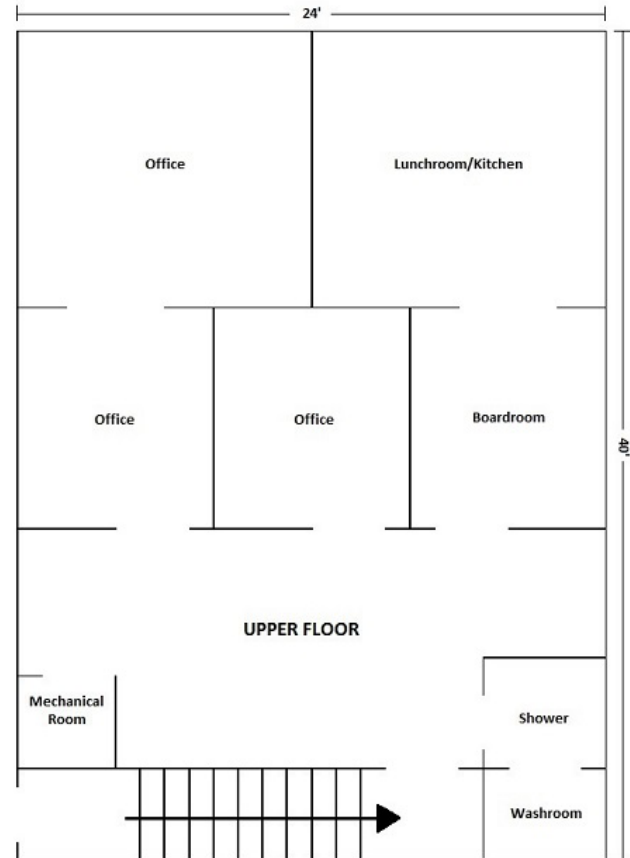 24'
Office
Lunchroom/Kitchen
Office
Office
Boardroom
40'
UPPER FLOOR
Mechanical
Room
Shower
Washroom